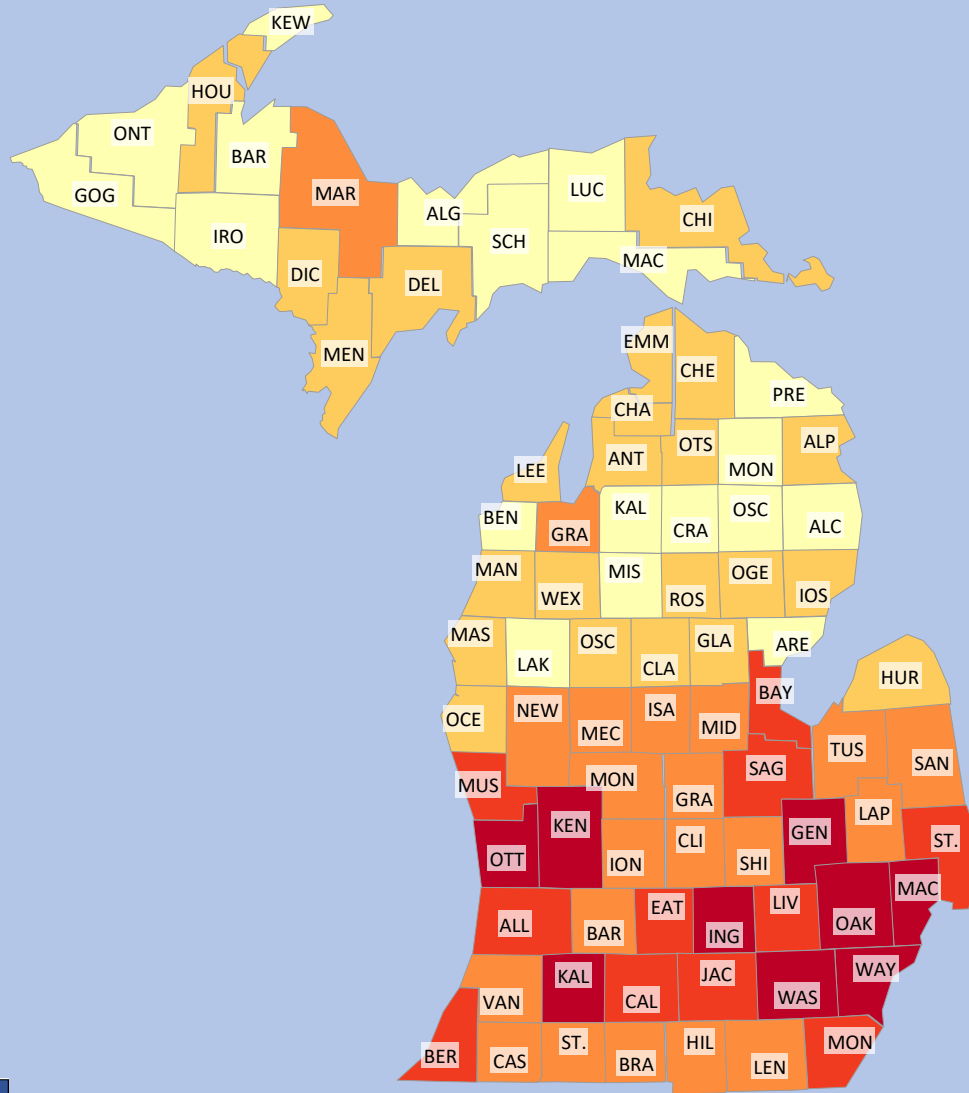 KEW
HOU
ONT
BAR
MAR
GOG
ALG
LUC
CHI
IRO
SCH
MAC
DIC
DEL
MEN
EMM
CHE
PRE
CHA
OTS
ALP
ANT
MON
LEE
BEN
KAL
OSC
GRA
CRA
ALC
MAN
MIS
OGE
WEX
ROS
IOS
MAS
OSC
GLA
ARE
LAK
CLA
HUR
BAY
OCE
NEW
ISA
MEC
MID
TUS
SAN
MUS
MON
SAG
GRA
LAP
KEN
GEN
ST.
OTT
ION
CLI
SHI
MAC
ALL
BAR
EAT
ING
LIV
OAK
VAN
KAL
CAL
JAC
WAS
WAY
BER
CAS
ST.
BRA
HIL
LEN
MON